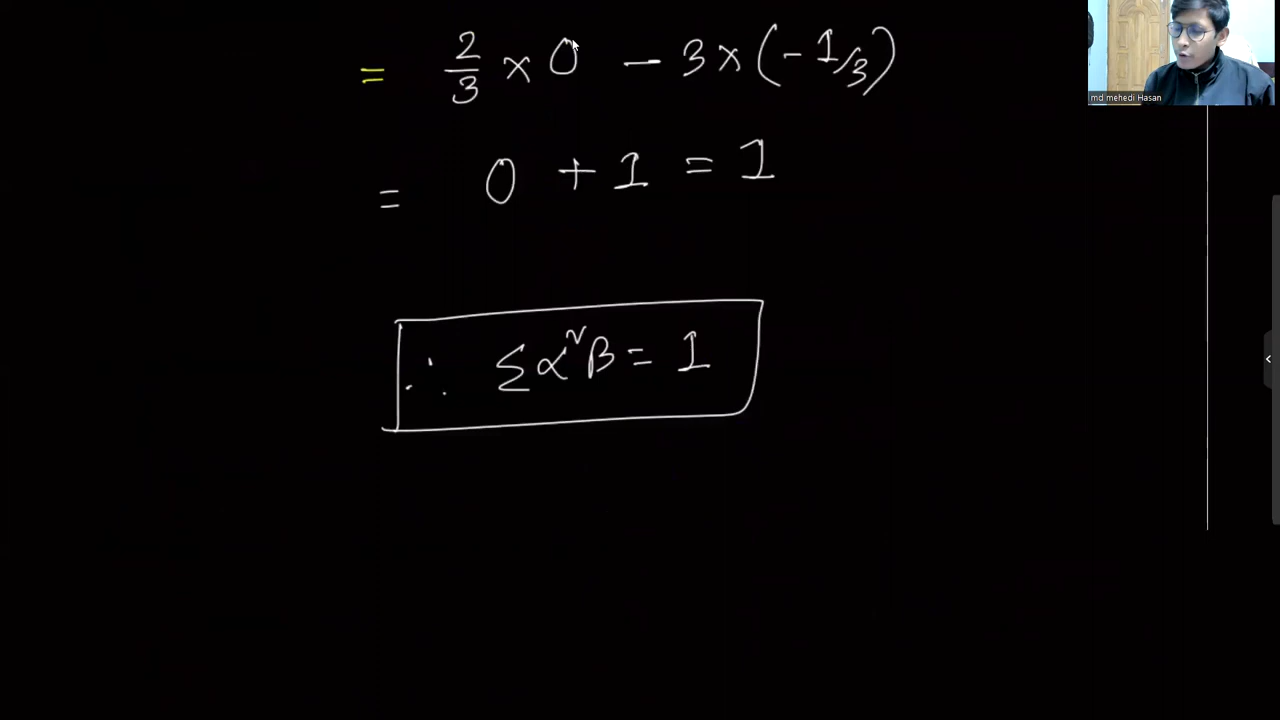 = 2/3 × 0 − 3 × (− 1/3)
md mehedi Hasan
= 0 + 1 = 1
∴ Σα²β = 1